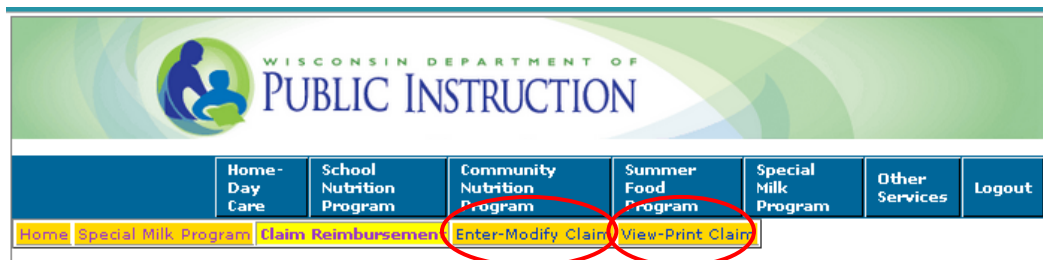 WISCONSIN DEPARTMENT OF
PUBLIC INSTRUCTION
Home-Day Care
School Nutrition Program
Community Nutrition Program
Summer Food Program
Special Milk Program
Other Services
Logout
Home Special Milk Program Claim Reimbursement Enter-Modify Claim View-Print Claim